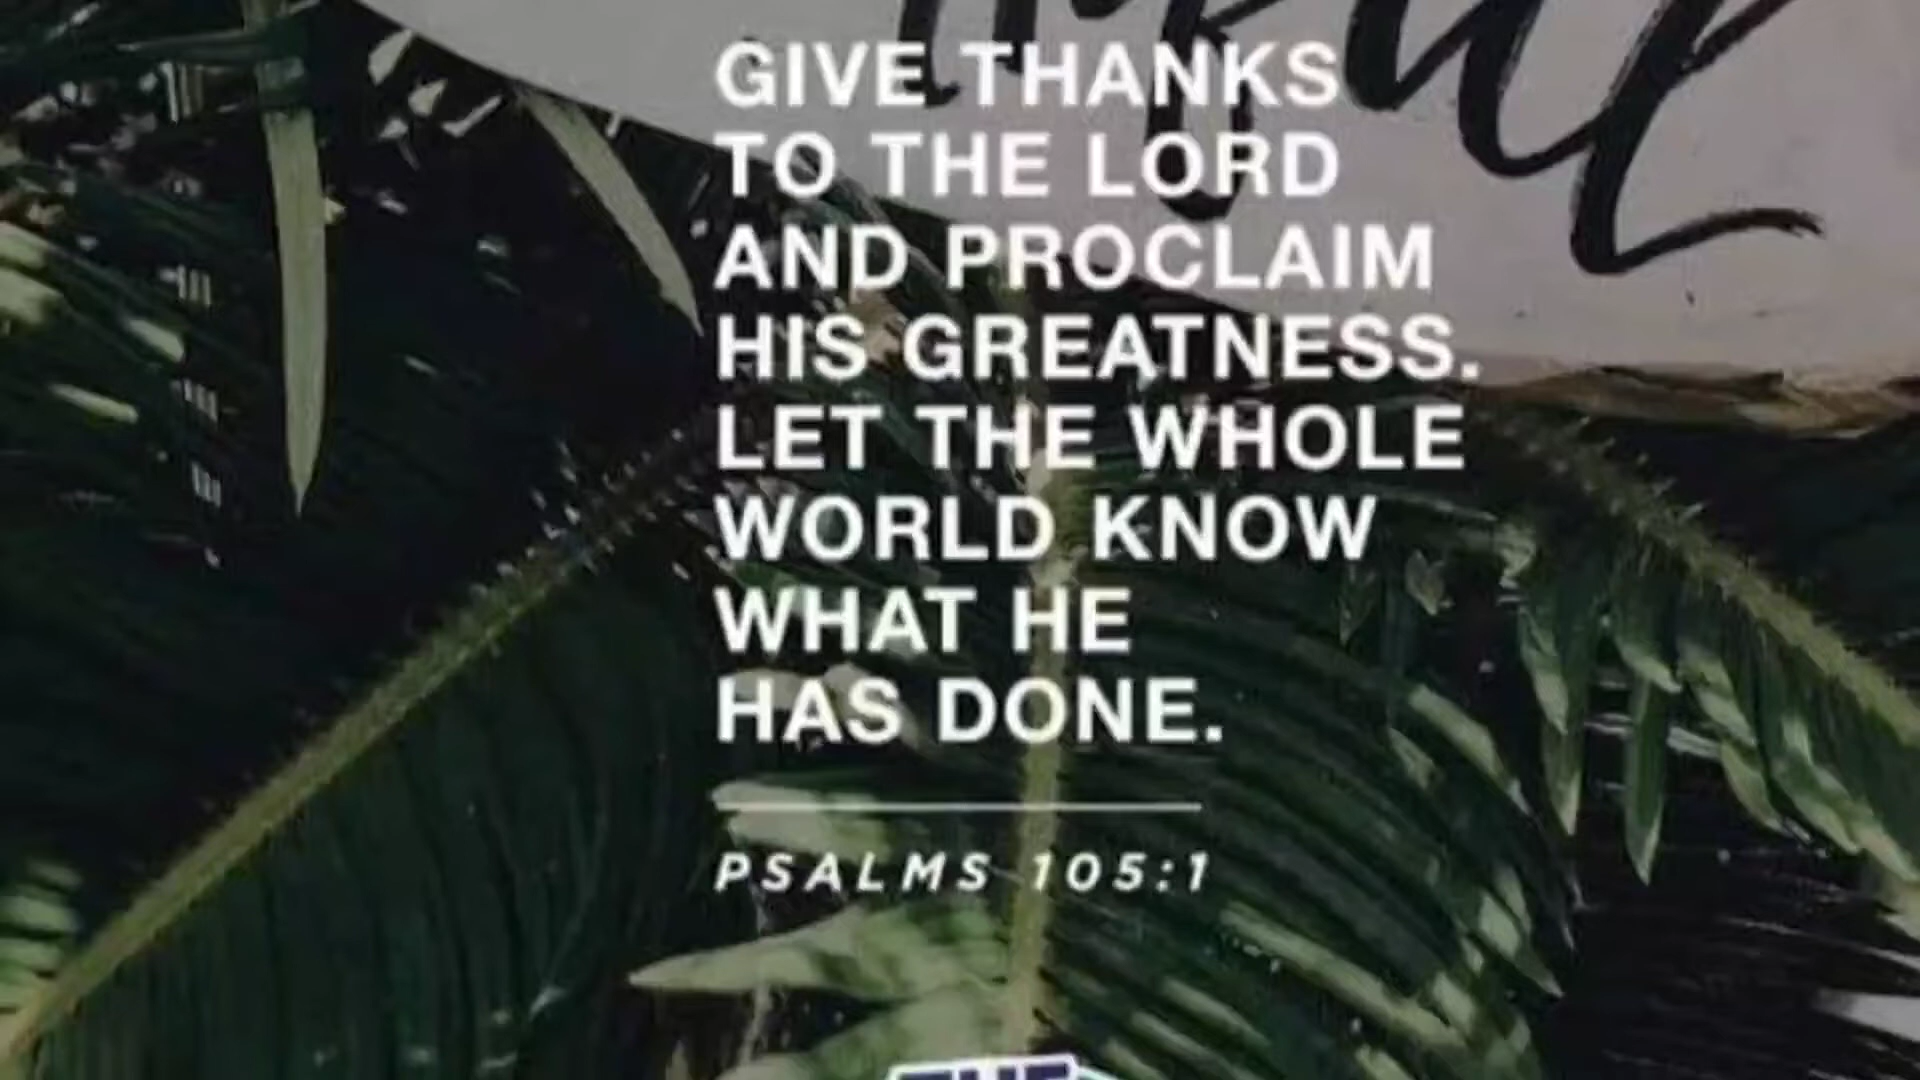 GIVE THANKS
TO THE LORD
AND PROCLAIM
HIS GREATNESS.
LET THE WHOLE
WORLD KNOW
WHAT HE
HAS DONE.
PSALMS 105:1
THE